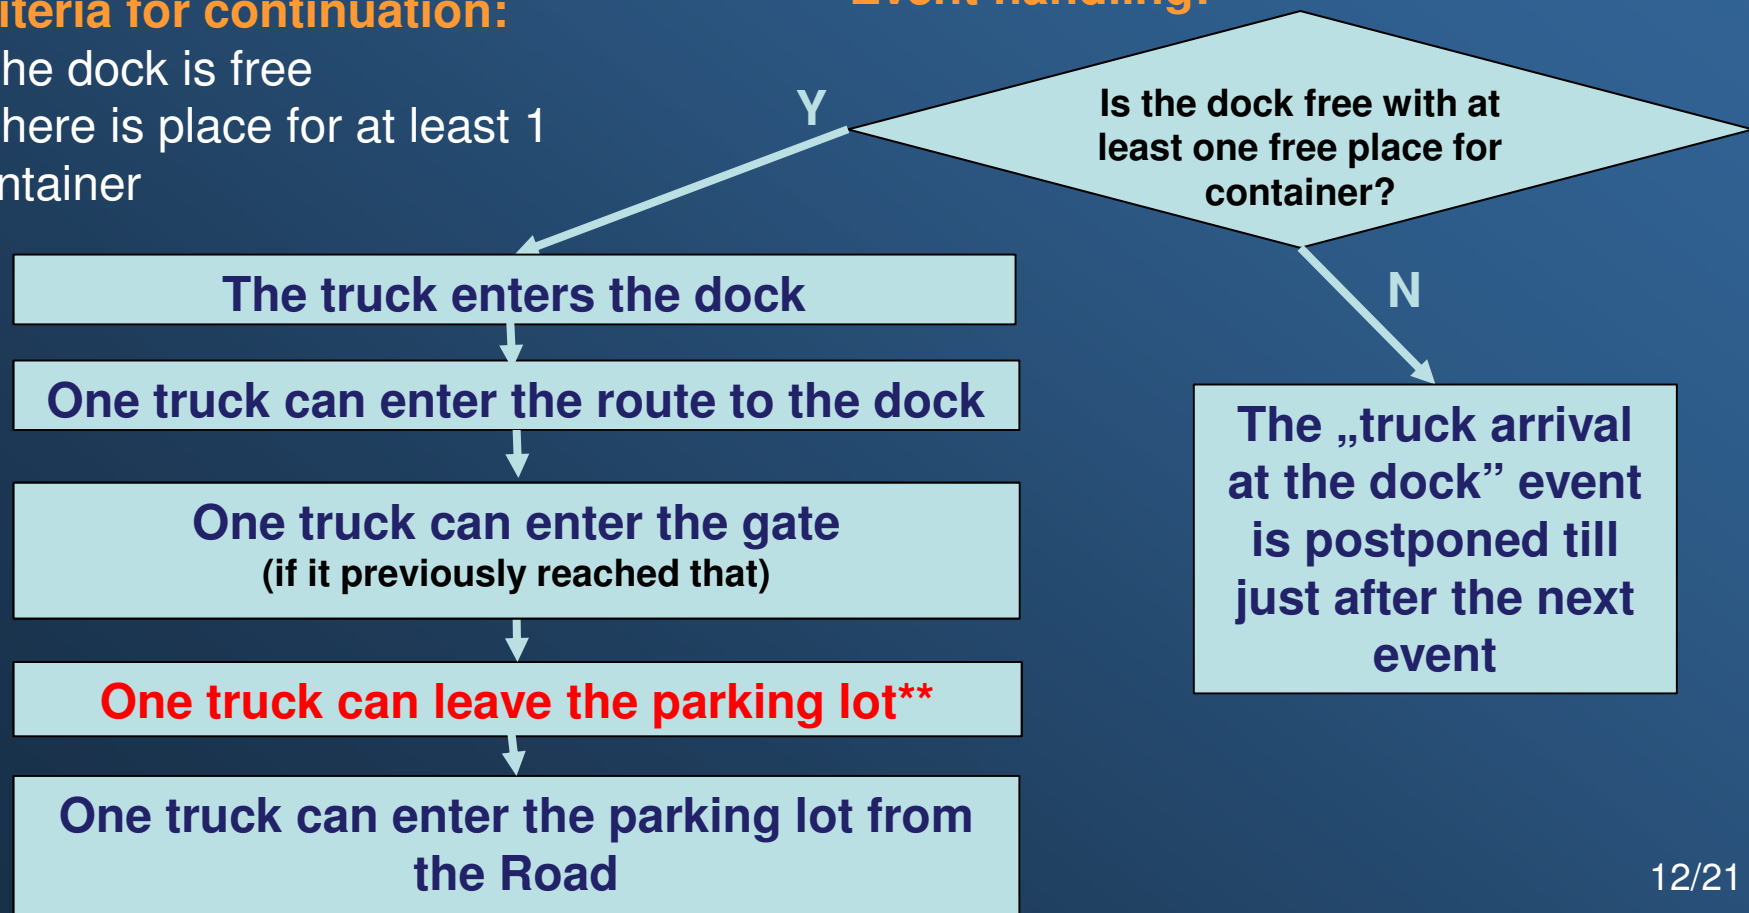 iteria for continuation:
he dock is free
here is place for at least 1
ntainer
Event handling:
Is the dock free with at
least one free place for
container?
Y
N
The truck enters the dock
One truck can enter the route to the dock
One truck can enter the gate
(if it previously reached that)
One truck can leave the parking lot**
One truck can enter the parking lot from
the Road
The „truck arrival
at the dock” event
is postponed till
just after the next
event
12/21